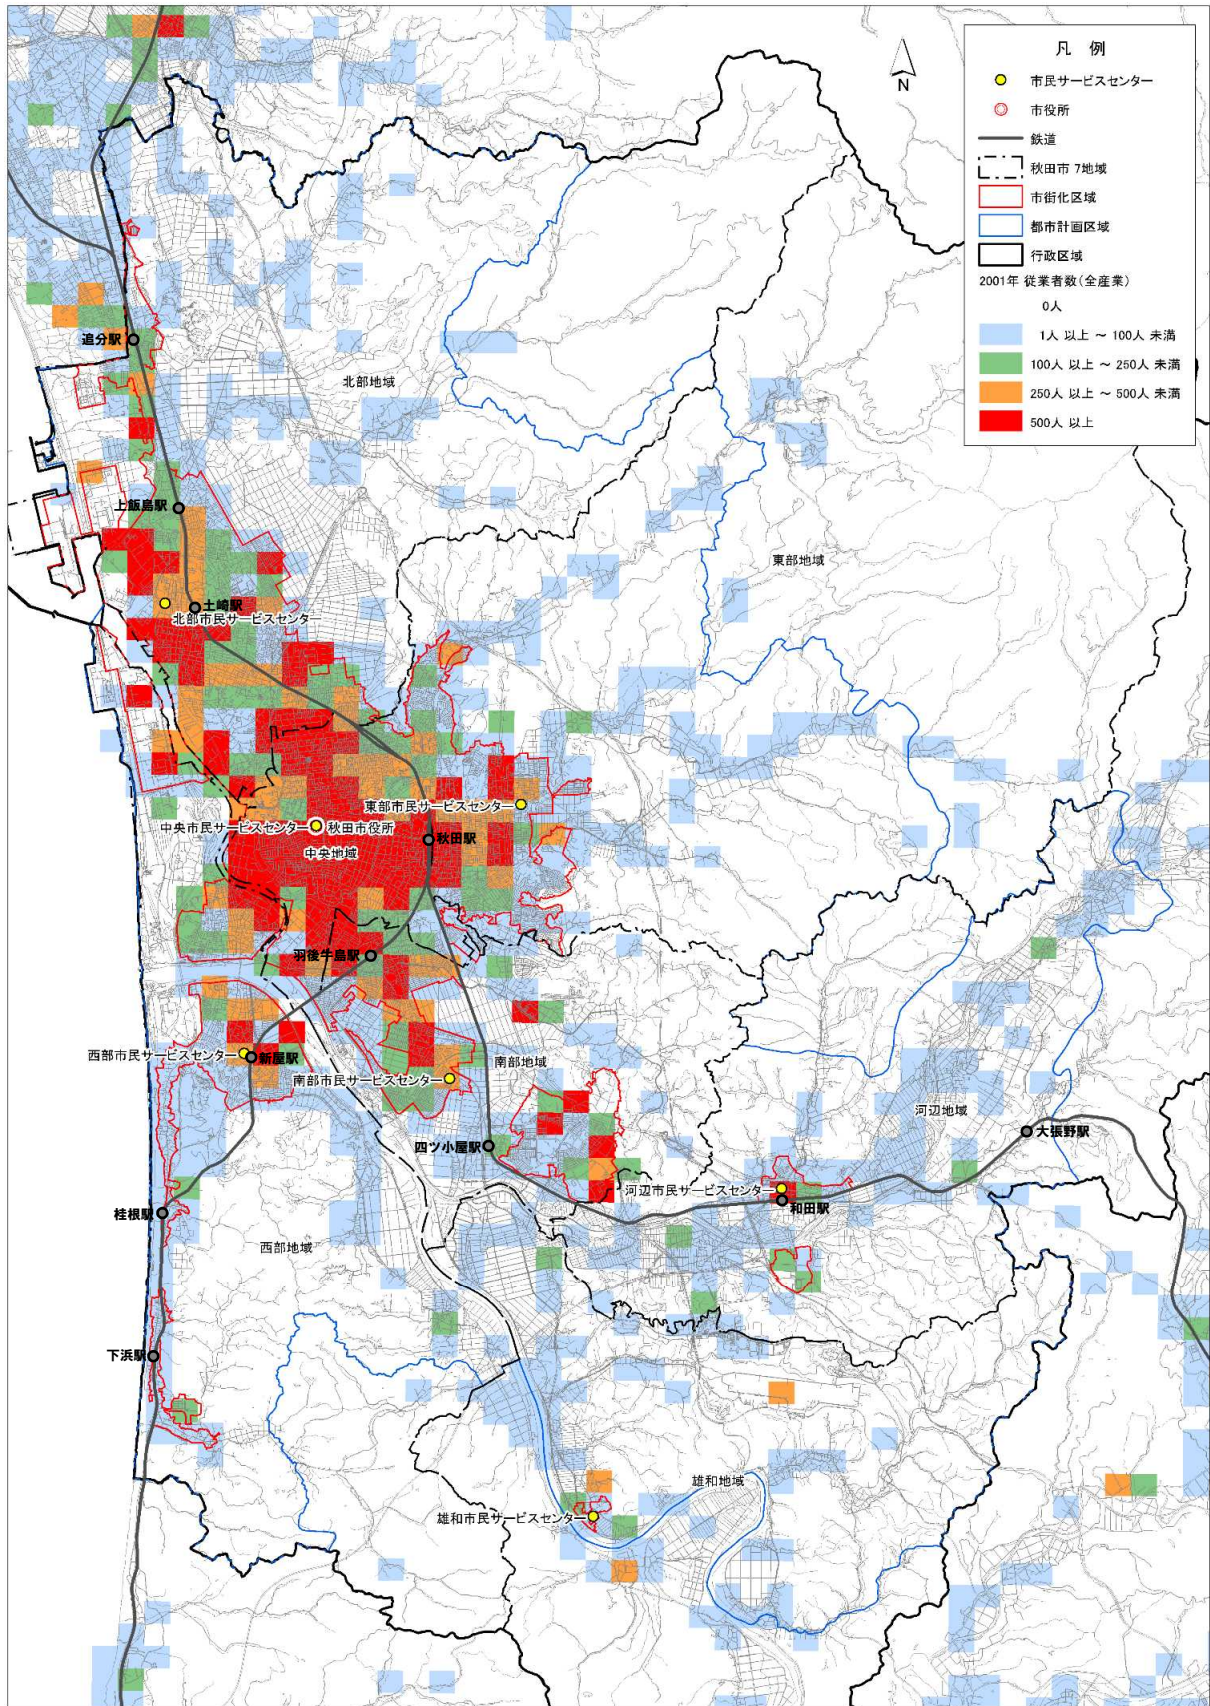 凡 例
市民サービスセンター
市役所
鉄道
秋田市 7地域
市街化区域
都市計画区域
行政区域
2001年 従業者数(全産業)
0人
1人 以上 ~ 100人 未満
100人 以上 ~ 250人 未満
250人 以上 ~ 500人 未満
500人 以上
N
追分駅
北部地域
上飯島駅
東部地域
土崎駅
北部市民サービスセンター
東部市民サービスセンター
中央市民サービスセンター
秋田市役所
秋田駅
中央地域
羽後牛島駅
西部市民サービスセンター
新屋駅
南部地域
南部市民サービスセンター
河辺地域
大張野駅
四ツ小屋駅
河辺市民サービスセンター
和田駅
桂根駅
西部地域
下浜駅
雄和地域
雄和市民サービスセンター